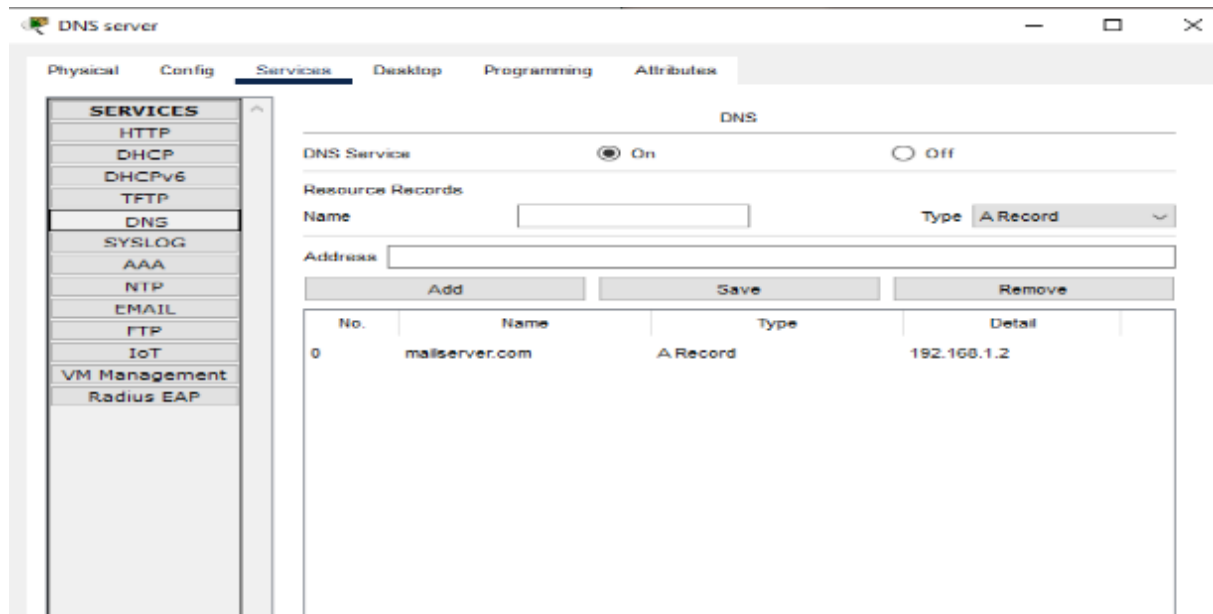 DNS server
Physical Config Services Desktop Programming Attributes
SERVICES
HTTP
DHCP
DHCPv6
TFTP
DNS
SYSLOG
AAA
NTP
EMAIL
FTP
IoT
VM Management
Radius EAP
DNS
DNS Service On Off
Resource Records
Name Type A Record
Address
Add Save Remove
No. Name Type Detail
0 mailserver.com A Record 192.168.1.2